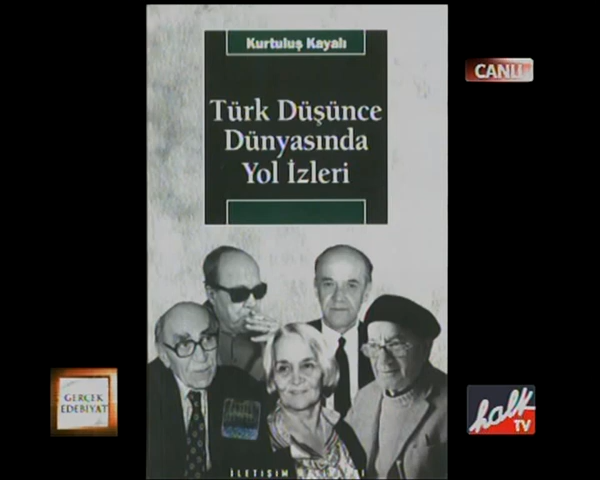 Kurtuluş Kayalı
Türk Düşünce
Dünyasında
Yol İzleri
CANLI
GERÇEK
EDEBİYAT
halk
TV
İLETİŞİM